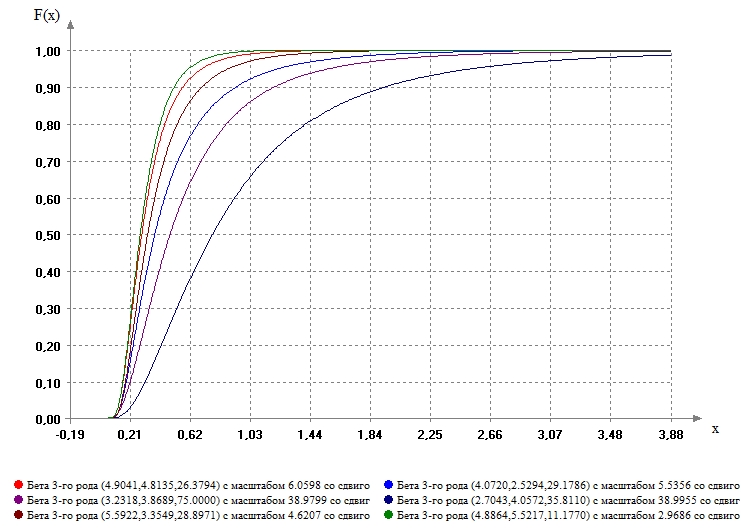 F(x)
1,00
0,90
0,80
0,70
0,60
0,50
0,40
0,30
0,20
0,10
0,00
-0,19 0,21 0,62 1,03 1,44 1,84 2,25 2,66 3,07 3,48 3,88
x
Бета 3-го рода (4.9041,4.8135,26.3794) с масштабом 6.0598 со сдвиго
Бета 3-го рода (4.0720,2.5294,29.1786) с масштабом 5.5356 со сдвиго
Бета 3-го рода (3.2318,3.8689,75.0000) с масштабом 38.9799 со сдвиг
Бета 3-го рода (2.7043,4.0572,35.8110) с масштабом 38.9955 со сдвиг
Бета 3-го рода (5.5922,3.3549,28.8971) с масштабом 4.6207 со сдвиго
Бета 3-го рода (4.8864,5.5217,11.1770) с масштабом 2.9686 со сдвиго